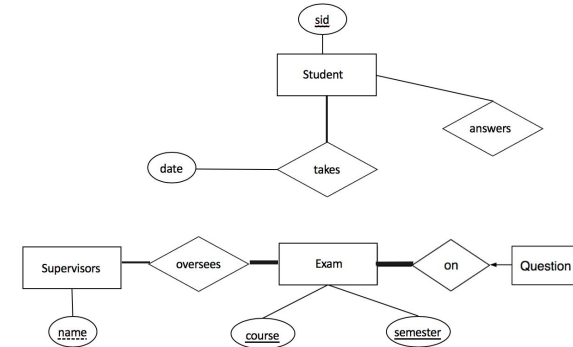 sid
Student
answers
date
takes
Supervisors
oversees
Exam
on
Question
name
course
semester